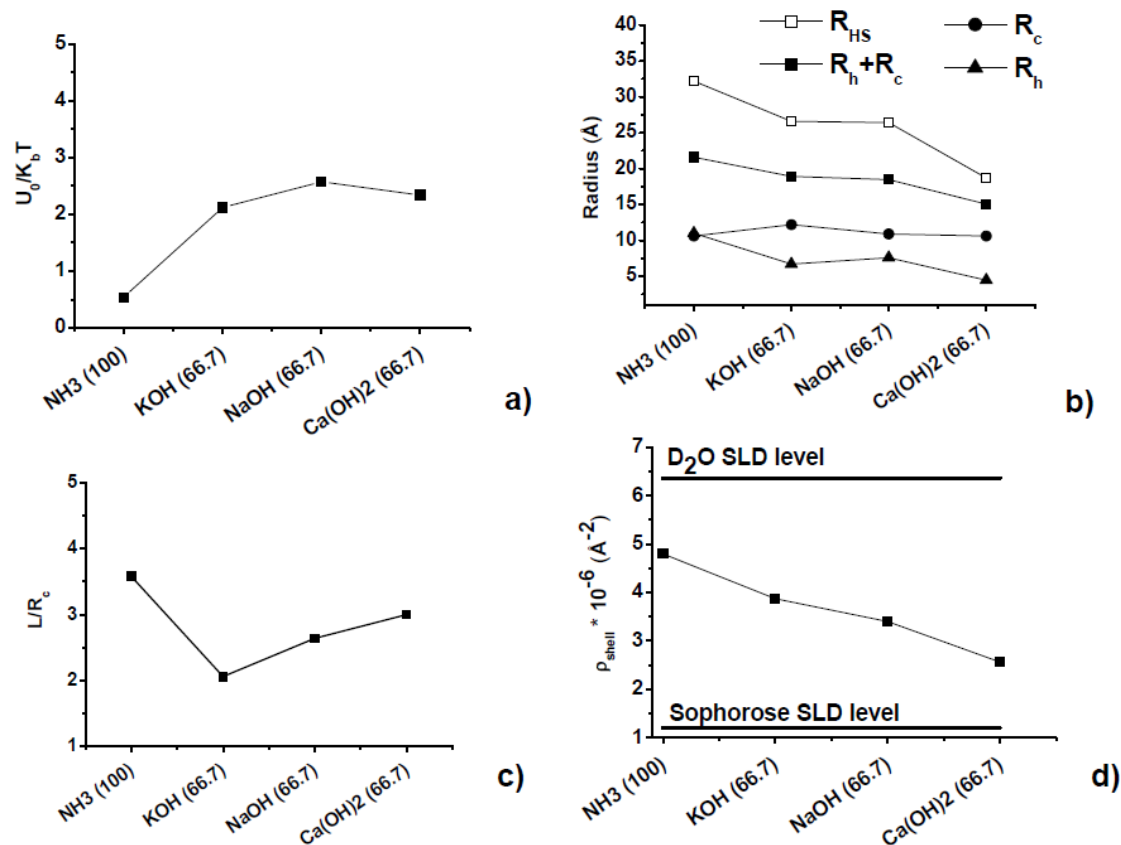 U0/KbT
5
4
3
2
1
0
NH3 (100)
KOH (66.7)
NaOH (66.7)
Ca(OH)2 (66.7)
a)
RHS
Rc
Rh+Rc
Rh
Radius (Å)
40
35
30
25
20
15
10
5
NH3 (100)
KOH (66.7)
NaOH (66.7)
Ca(OH)2 (66.7)
b)
L/Rc
5
4
3
2
1
NH3 (100)
KOH (66.7)
NaOH (66.7)
Ca(OH)2 (66.7)
c)
ρshell* 10-6 (Å-2)
7
6
5
4
3
2
1
D2O SLD level
Sophorose SLD level
NH3 (100)
KOH (66.7)
NaOH (66.7)
Ca(OH)2 (66.7)
d)